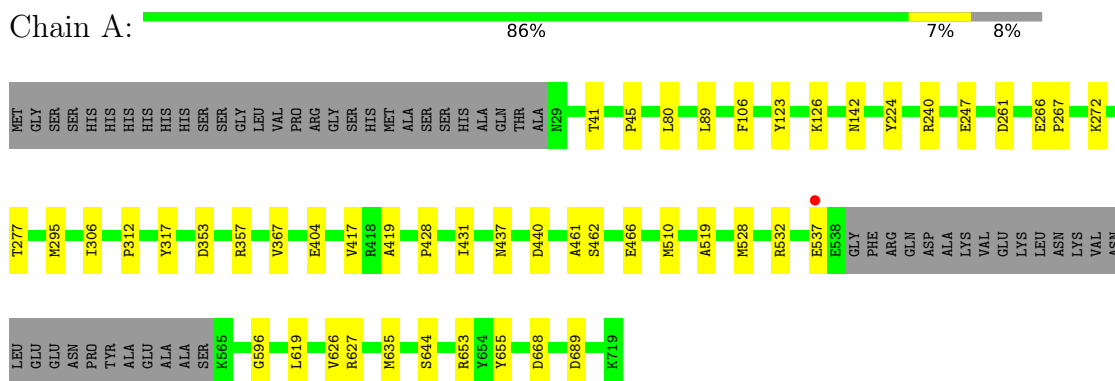 Chain A:
86% 7% 8%
MET GLY SER SER HIS HIS HIS HIS HIS HIS SER SER GLY LEU VAL PRO ARG GLY SER HIS MET ALA SER SER HIS ALA GLN THR ALA N29 T41 P45 L80 L89 F106 Y123 K126 N142 Y224 R240 E247 D261 E266 P267 K272
T277 M295 I306 P312 Y317 D353 R357 V367 E404 V417 R418 A419 P428 I431 N437 D440 A461 S462 E466 M510 A519 M528 R532 E537 E538 GLY PHE ARG GLN ASP ALA LYS VAL GLU LYS LEU ASN LYS VAL ASN
LEU GLU GLU ASN PRO TYR ALA GLU ALA ALA SER K565 G596 L619 V626 R627 M635 S644 R653 Y654 Y655 D668 D689 K719